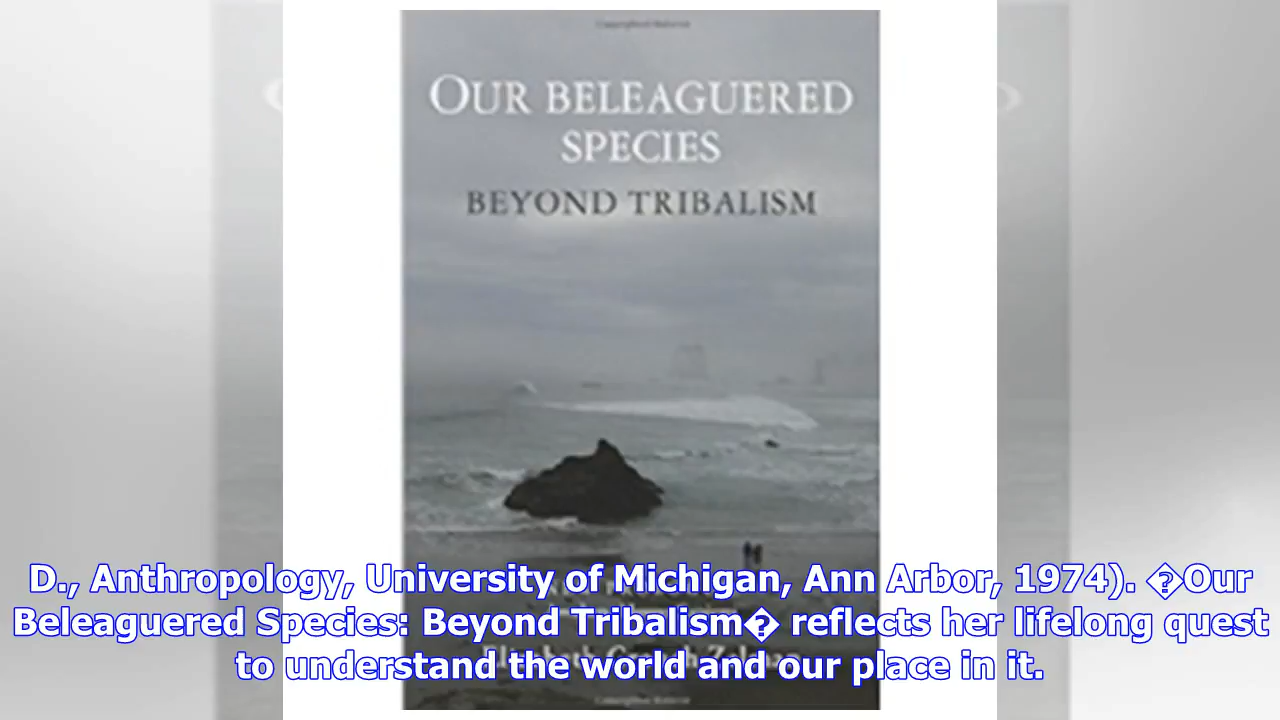 OUR BELEAGUERED
SPECIES
BEYOND TRIBALISM
D., Anthropology, University of Michigan, Ann Arbor, 1974). �Our
Beleaguered Species: Beyond Tribalism� reflects her lifelong quest
to understand the world and our place in it.